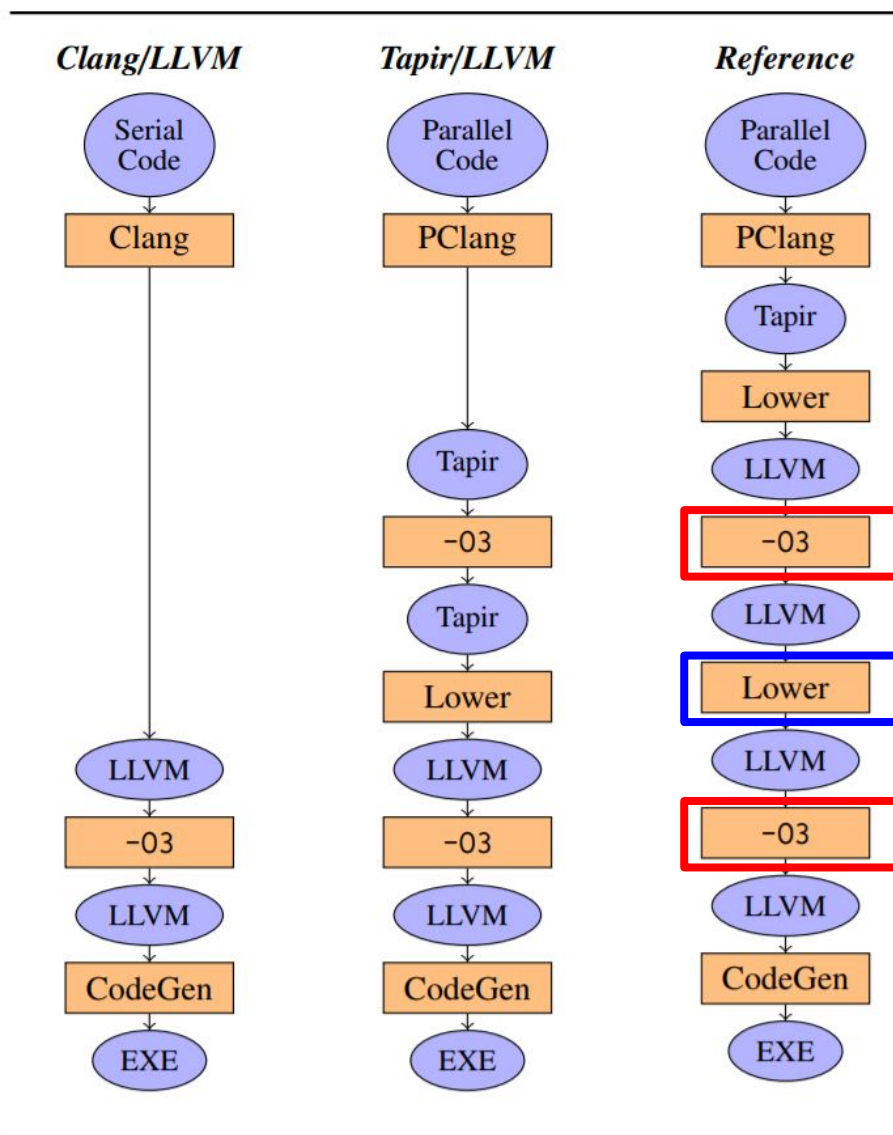 Clang/LLVM
Serial
Code
Clang
LLVM
-O3
LLVM
CodeGen
EXE
Tapir/LLVM
Parallel
Code
PClang
Tapir
-O3
Tapir
Lower
LLVM
-O3
LLVM
CodeGen
EXE
Reference
Parallel
Code
PClang
Tapir
Lower
LLVM
-O3
LLVM
Lower
LLVM
-O3
LLVM
CodeGen
EXE